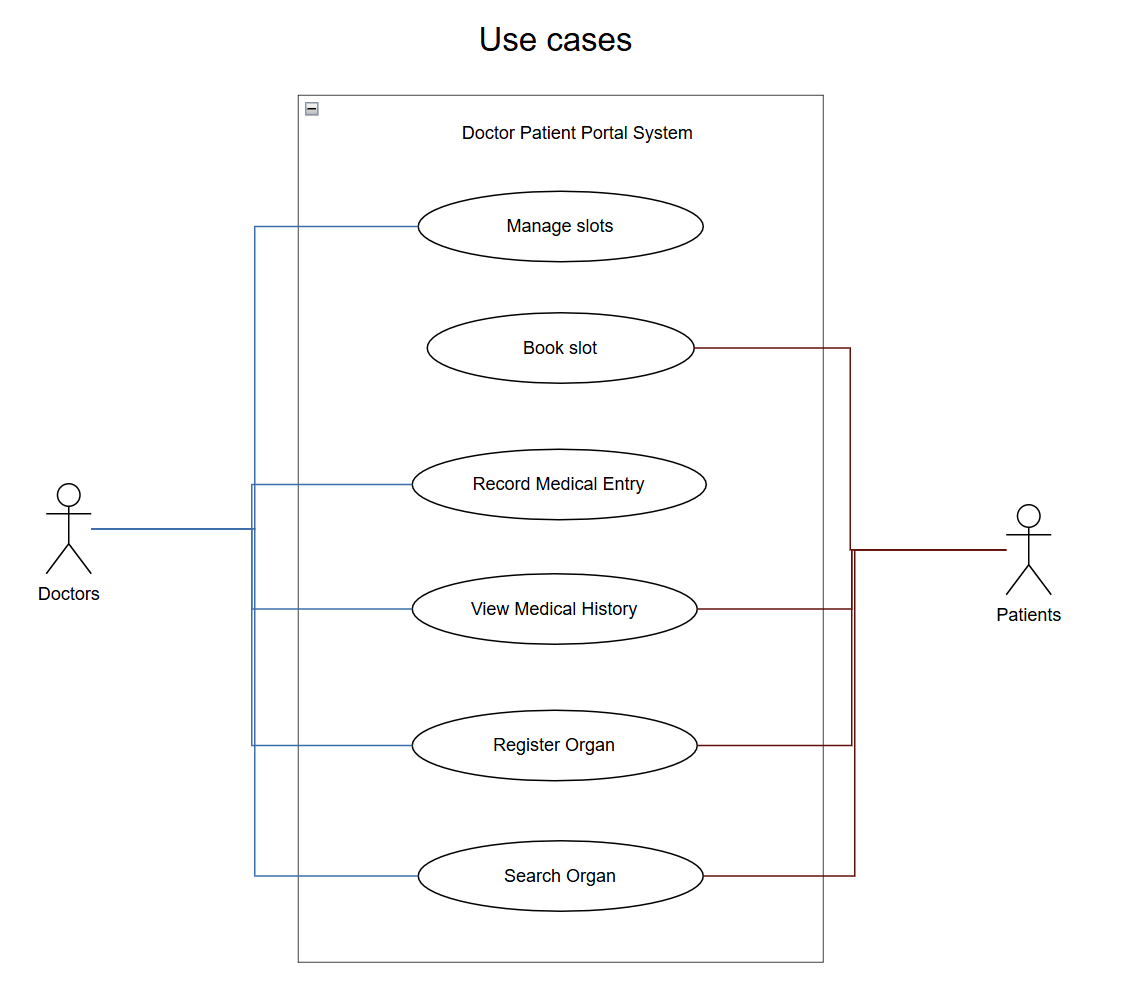 Use cases
Doctor Patient Portal System
Manage slots
Book slot
Record Medical Entry
View Medical History
Register Organ
Search Organ
Doctors
Patients